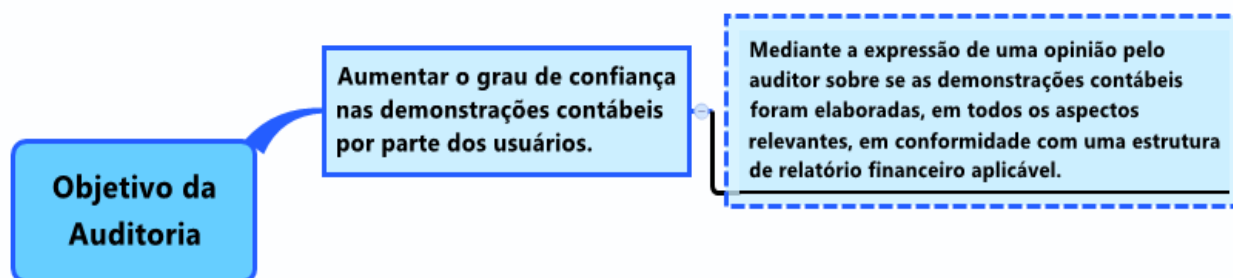 Objetivo da
Auditoria
Aumentar o grau de confiança
nas demonstrações contábeis
por parte dos usuários.
Mediante a expressão de uma opinião pelo
auditor sobre se as demonstrações contábeis
foram elaboradas, em todos os aspectos
relevantes, em conformidade com uma estrutura
de relatório financeiro aplicável.